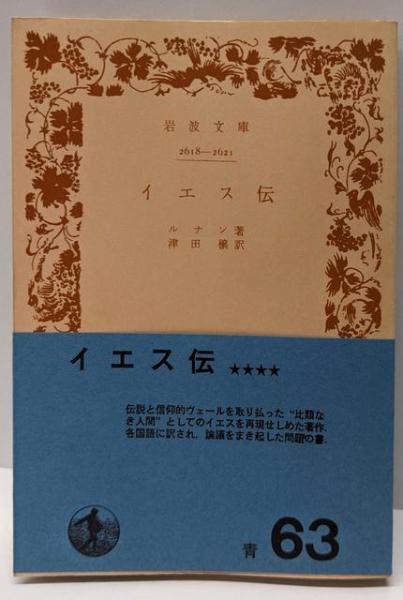 岩波文庫
2618—2621
イエス伝
ルナン著
津田穣訳
イエス伝 ★★★★
伝説と信仰的ヴェールを取り払った “比類な
き人間” としてのイエスを再現せしめた著作.
各国語に訳され, 論議をまき起した問題の書.
青 63